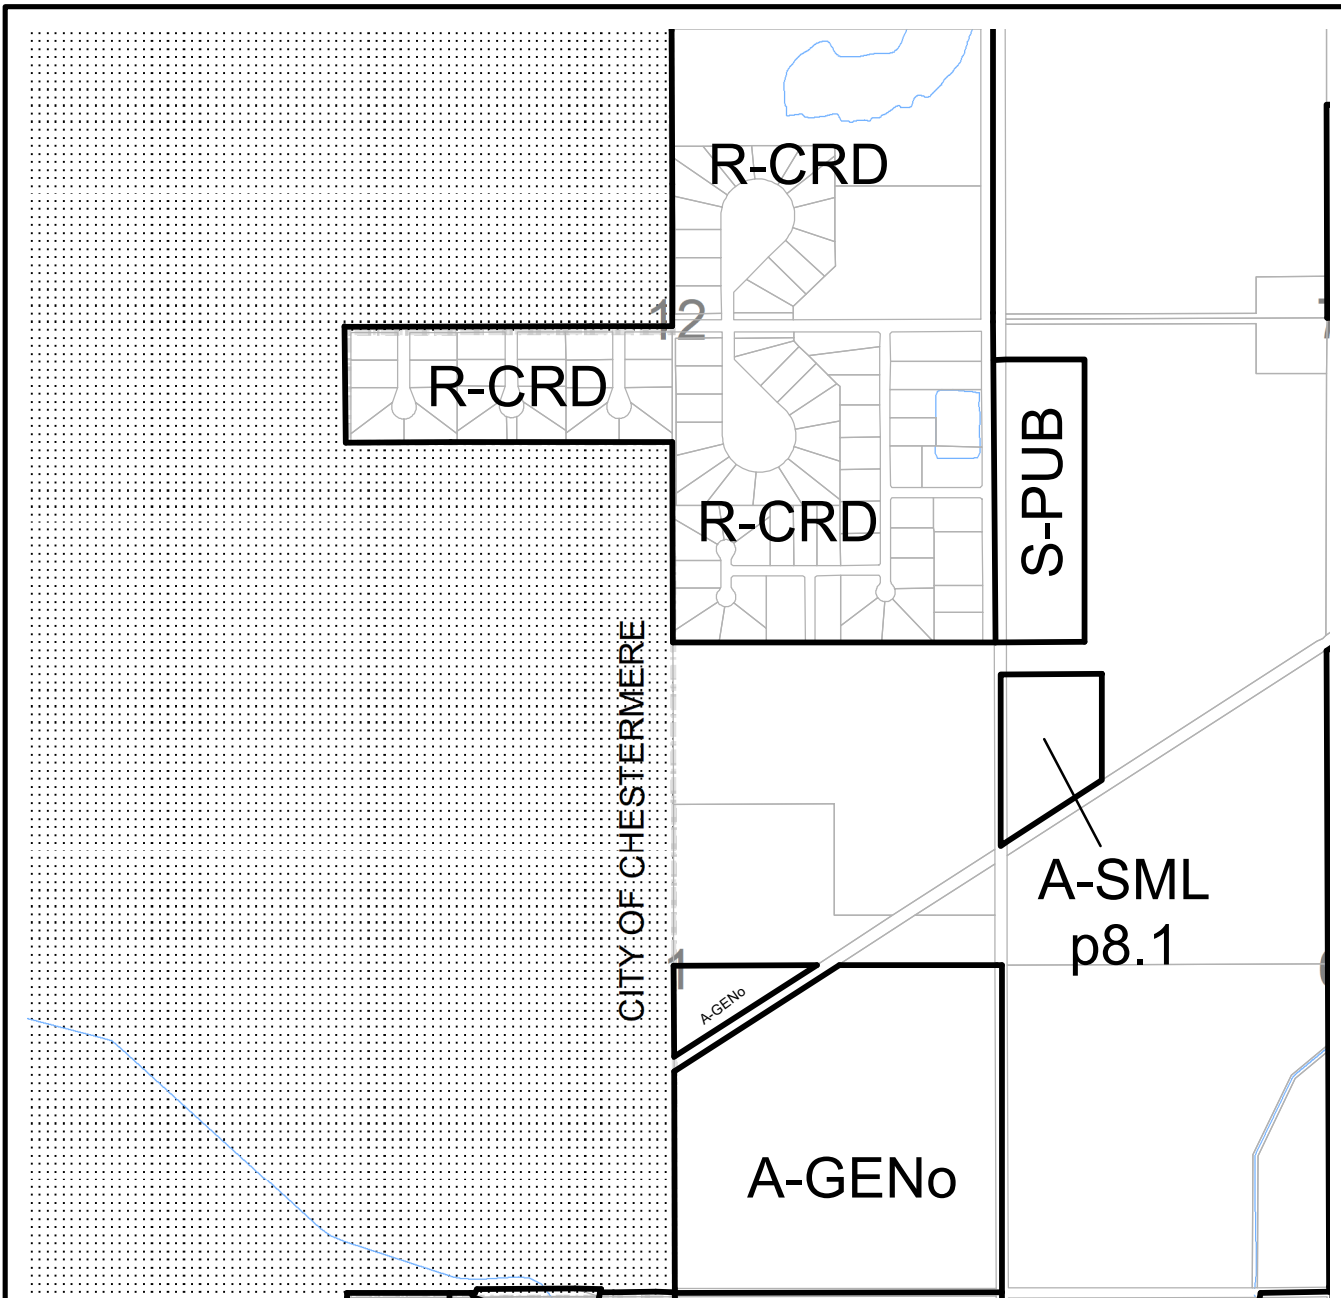 R-CRD
12
R-CRD
S-PUB
R-CRD
CITY OF CHESTERMERE
A-SML
p8.1
1
A-GENo
A-GENo